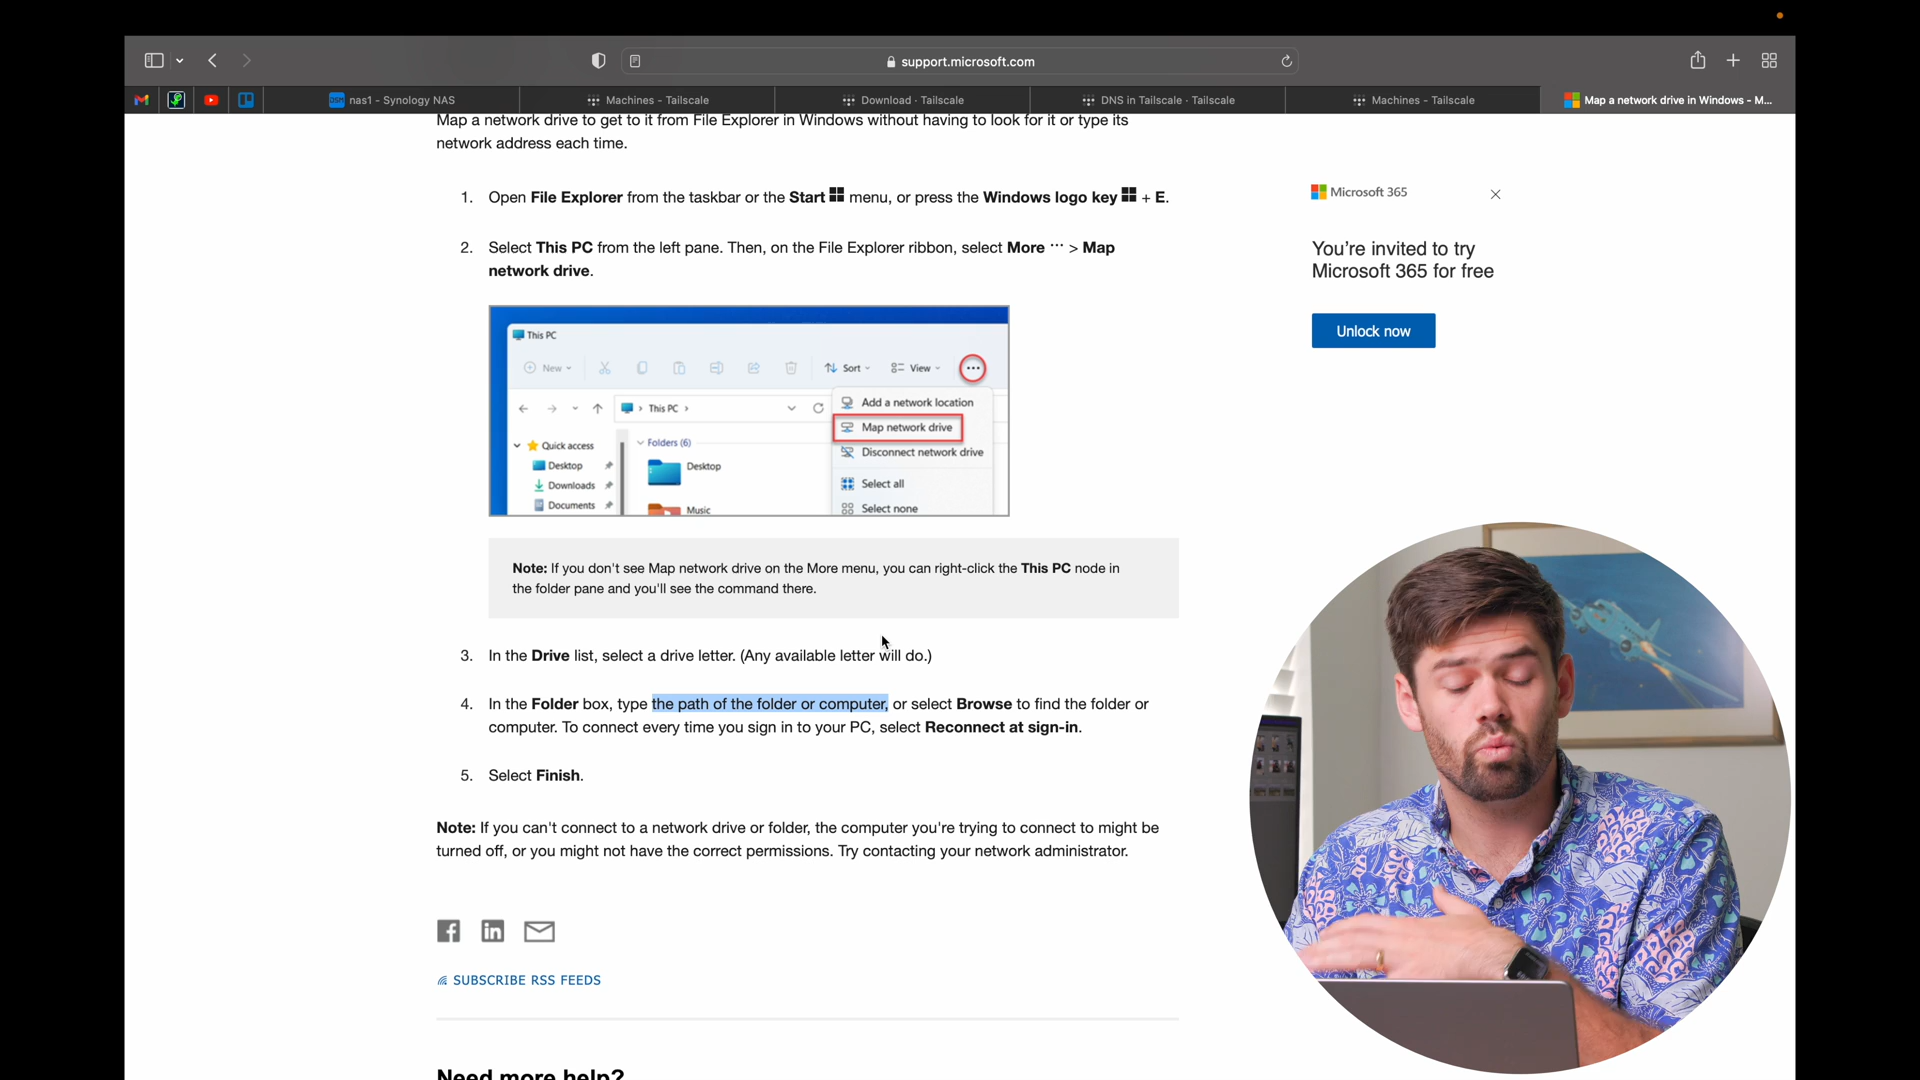 support.microsoft.com
nas1 - Synology NAS
Machines - Tailscale
Download · Tailscale
DNS in Tailscale · Tailscale
Machines - Tailscale
Map a network drive in Windows - M...
Map a network drive to get to it from File Explorer in Windows without having to look for it or type its
network address each time.
1. Open File Explorer from the taskbar or the Start menu, or press the Windows logo key + E.
2. Select This PC from the left pane. Then, on the File Explorer ribbon, select More ··· > Map
network drive.
This PC
New
Sort
View
This PC
Add a network location
Map network drive
Disconnect network drive
Select all
Select none
Quick access
Desktop
Downloads
Documents
Folders (6)
Desktop
Music
Note: If you don't see Map network drive on the More menu, you can right-click the This PC node in
the folder pane and you'll see the command there.
3. In the Drive list, select a drive letter. (Any available letter will do.)
4. In the Folder box, type the path of the folder or computer, or select Browse to find the folder or
computer. To connect every time you sign in to your PC, select Reconnect at sign-in.
5. Select Finish.
Note: If you can't connect to a network drive or folder, the computer you're trying to connect to might be
turned off, or you might not have the correct permissions. Try contacting your network administrator.
SUBSCRIBE RSS FEEDS
Need more help?
Microsoft 365
You're invited to try
Microsoft 365 for free
Unlock now